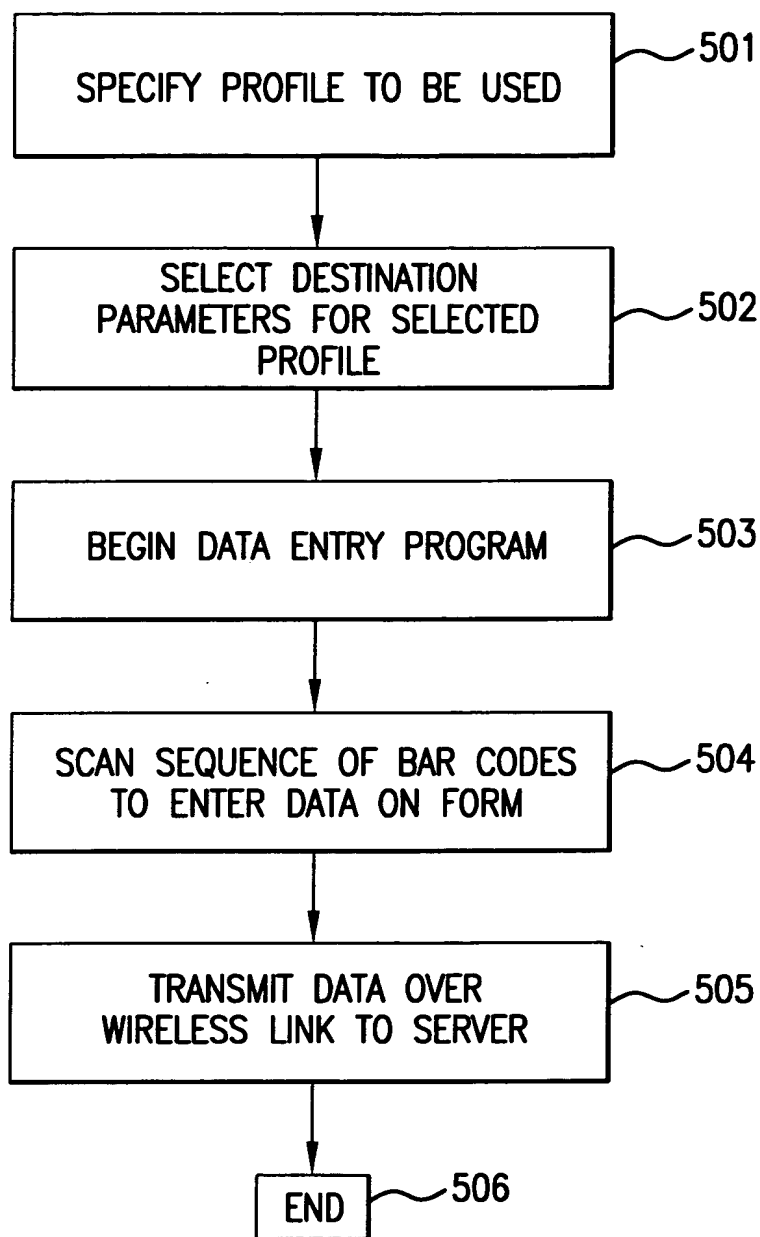 SPECIFY PROFILE TO BE USED
501
SELECT DESTINATION
PARAMETERS FOR SELECTED
PROFILE
502
BEGIN DATA ENTRY PROGRAM
503
SCAN SEQUENCE OF BAR CODES
TO ENTER DATA ON FORM
504
TRANSMIT DATA OVER
WIRELESS LINK TO SERVER
505
END
506